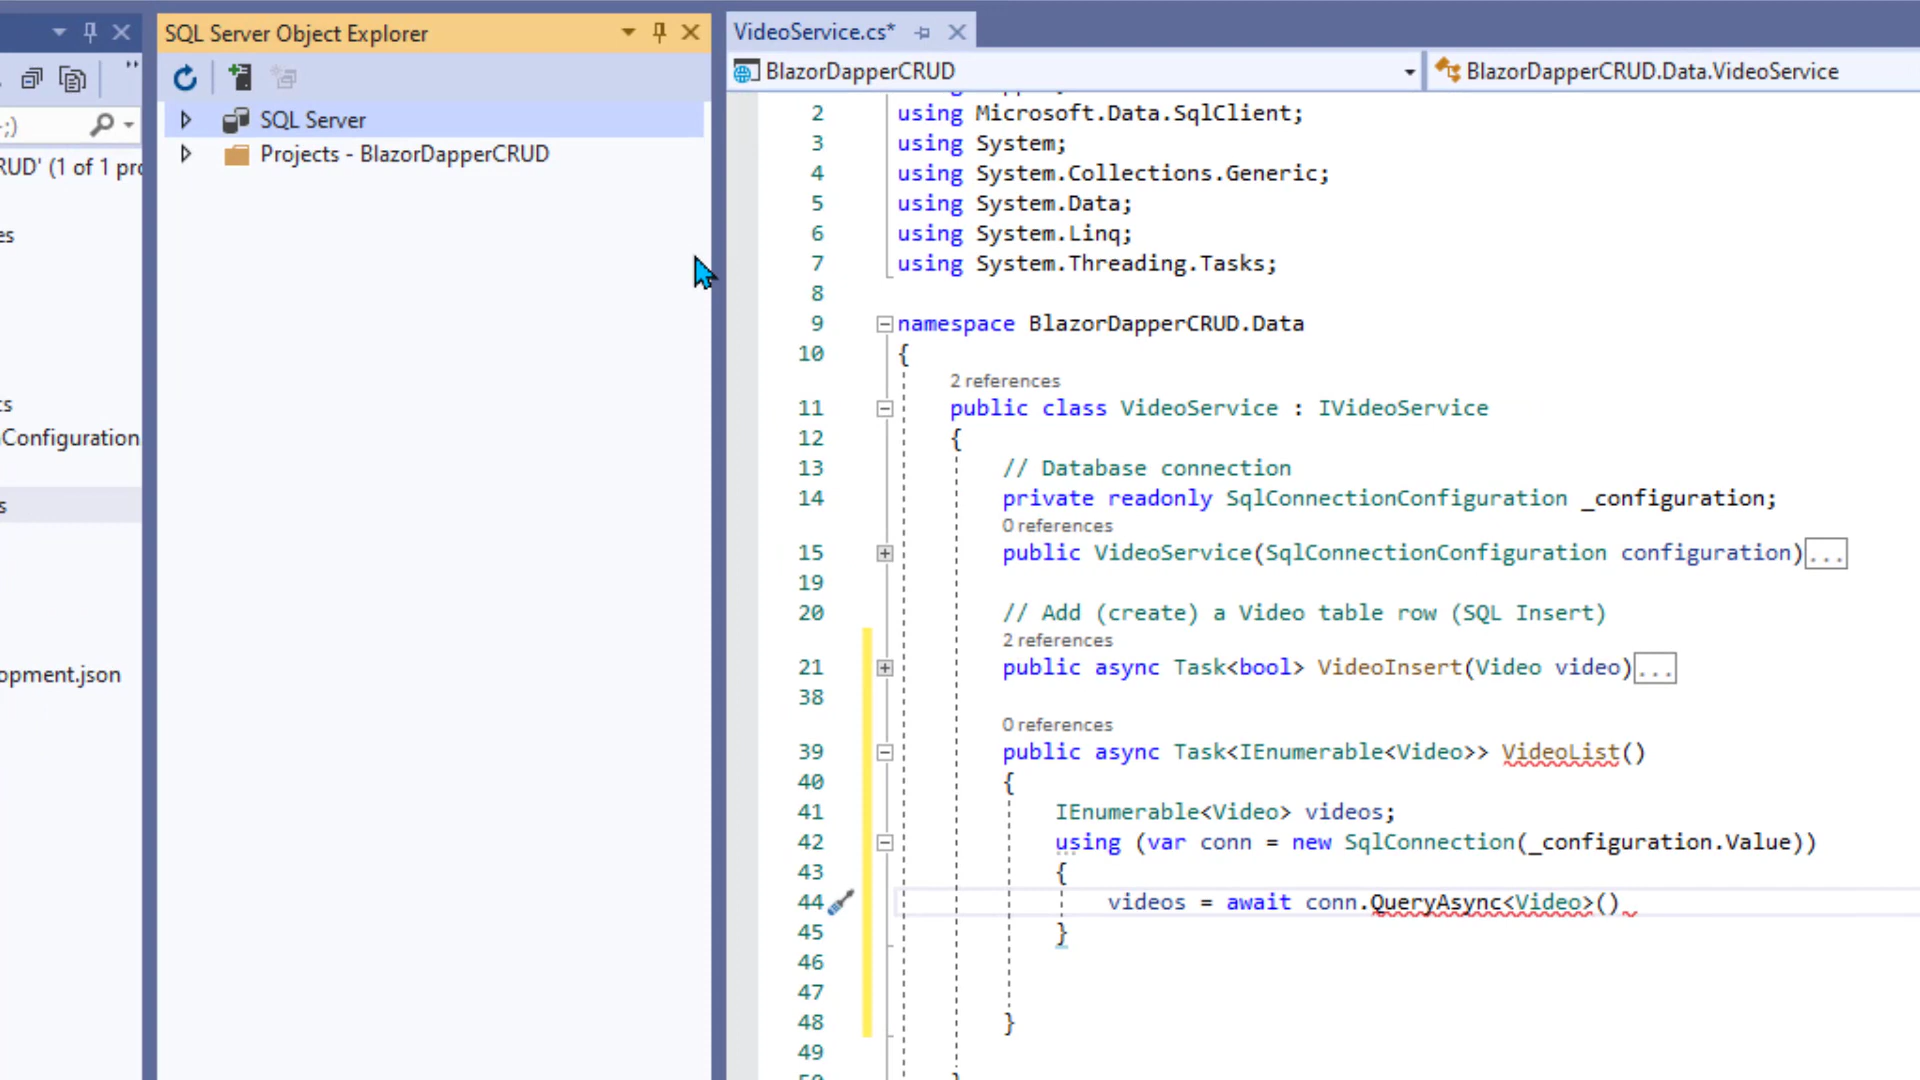 SQL Server Object Explorer
VideoService.cs*
BlazorDapperCRUD
BlazorDapperCRUD.Data.VideoService
;)
RUD' (1 of 1 pro
es
cs
Configuration.
s
opment.json
SQL Server
Projects - BlazorDapperCRUD
2 using Microsoft.Data.SqlClient;
3 using System;
4 using System.Collections.Generic;
5 using System.Data;
6 using System.Linq;
7 using System.Threading.Tasks;
8
9 namespace BlazorDapperCRUD.Data
10 {
2 references
11 public class VideoService : IVideoService
12 {
13 // Database connection
14 private readonly SqlConnectionConfiguration _configuration;
0 references
15 public VideoService(SqlConnectionConfiguration configuration)...
19
20 // Add (create) a Video table row (SQL Insert)
2 references
21 public async Task<bool> VideoInsert(Video video)...
38
0 references
39 public async Task<IEnumerable<Video>> VideoList()
40 {
41 IEnumerable<Video> videos;
42 using (var conn = new SqlConnection(_configuration.Value))
43 {
44 videos = await conn.QueryAsync<Video>()
45 }
46
47
48 }
49